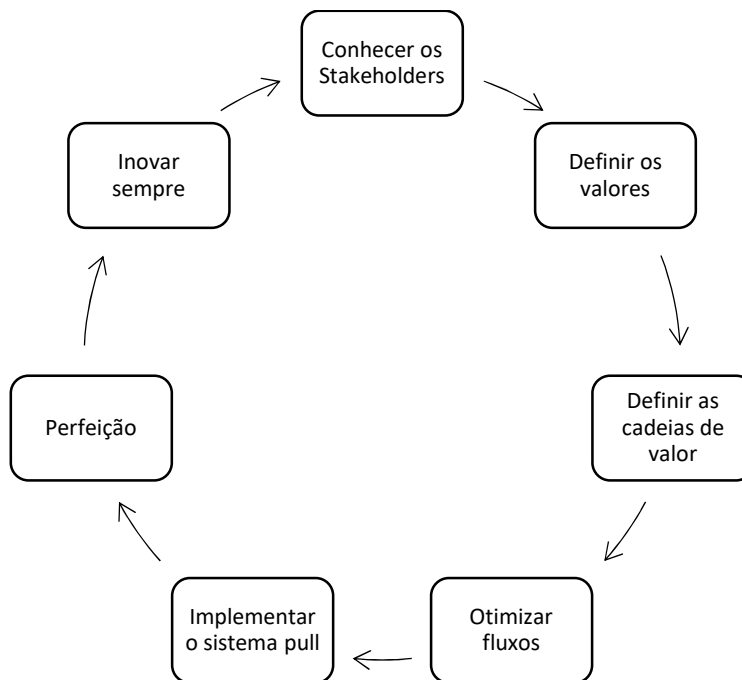 Conhecer os
Stakeholders
Definir os
valores
Definir as
cadeias de
valor
Otimizar
fluxos
Implementar
o sistema pull
Perfeição
Inovar
sempre